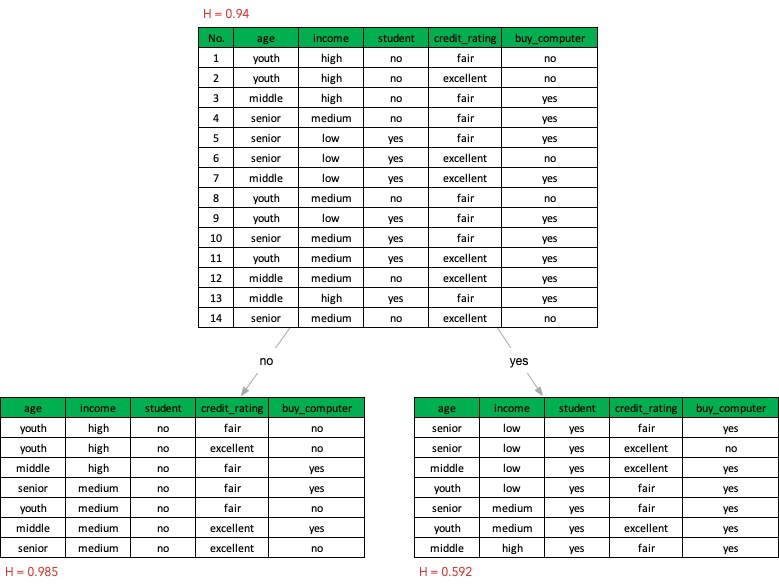 H = 0.94
No. age income student credit_rating buy_computer
1 youth high no fair no
2 youth high no excellent no
3 middle high no fair yes
4 senior medium no fair yes
5 senior low yes fair yes
6 senior low yes excellent no
7 middle low yes excellent yes
8 youth medium no fair no
9 youth low yes fair yes
10 senior medium yes fair yes
11 youth medium yes excellent yes
12 middle medium no excellent yes
13 middle high yes fair yes
14 senior medium no excellent no
no
yes
age income student credit_rating buy_computer
youth high no fair no
youth high no excellent no
middle high no fair yes
senior medium no fair yes
youth medium no fair no
middle medium no excellent yes
senior medium no excellent no
H = 0.985
age income student credit_rating buy_computer
senior low yes fair yes
senior low yes excellent no
middle low yes excellent yes
youth low yes fair yes
senior medium yes fair yes
youth medium yes excellent yes
middle high yes fair yes
H = 0.592